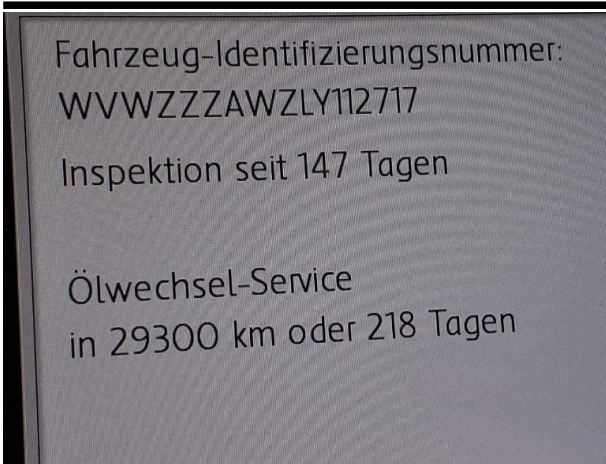 Fahrzeug-Identifizierungsnummer:
WVWZZZAWZLY112717
Inspektion seit 147 Tagen
Ölwechsel-Service
in 29300 km oder 218 Tagen